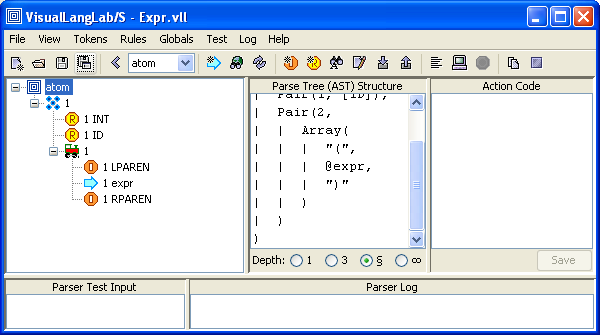 VisualLangLab/S - Expr.vll
File View Tokens Rules Globals Test Log Help
atom
Parse Tree (AST) Structure
Action Code
atom
1
1 INT
1 ID
1
1 LPAREN
1 expr
1 RPAREN
| Pair(1, [ID]),
| Pair(2,
| | Array(
| | | "(",
| | | @expr,
| | | ")"
| | )
| )
)
Depth: 1 3 § ∞
Save
Parser Test Input
Parser Log